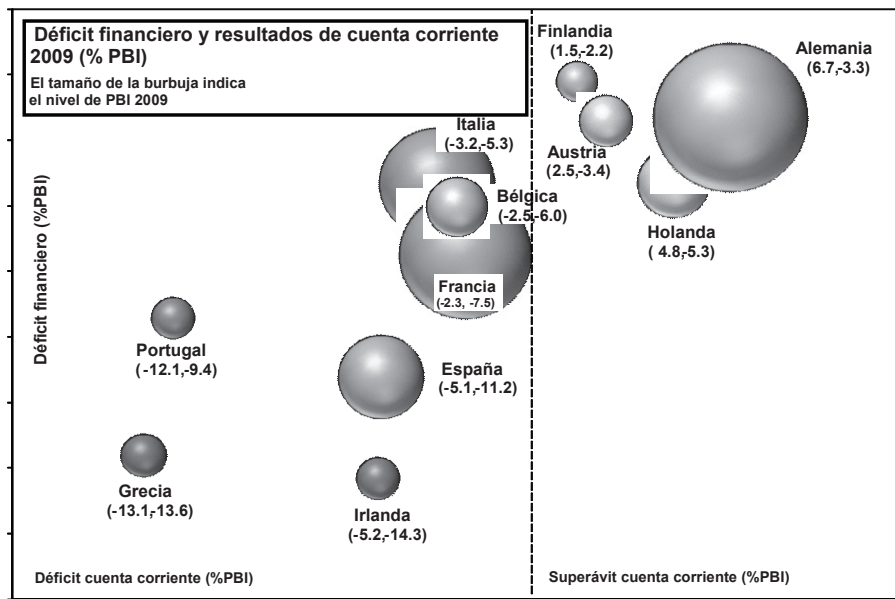 Déficit financiero y resultados de cuenta corriente
2009 (% PBI)
El tamaño de la burbuja indica
el nivel de PBI 2009
Finlandia
(1.5,-2.2)
Alemania
(6.7,-3.3)
Italia
(-3.2,-5.3)
Austria
(2.5,-3.4)
Bélgica
(-2.5,-6.0)
Holanda
( 4.8,-5.3)
Francia
(-2.3, -7.5)
Déficit financiero (%PBI)
Portugal
(-12.1,-9.4)
España
(-5.1,-11.2)
Grecia
(-13.1,-13.6)
Irlanda
(-5.2,-14.3)
Déficit cuenta corriente (%PBI)
Superávit cuenta corriente (%PBI)